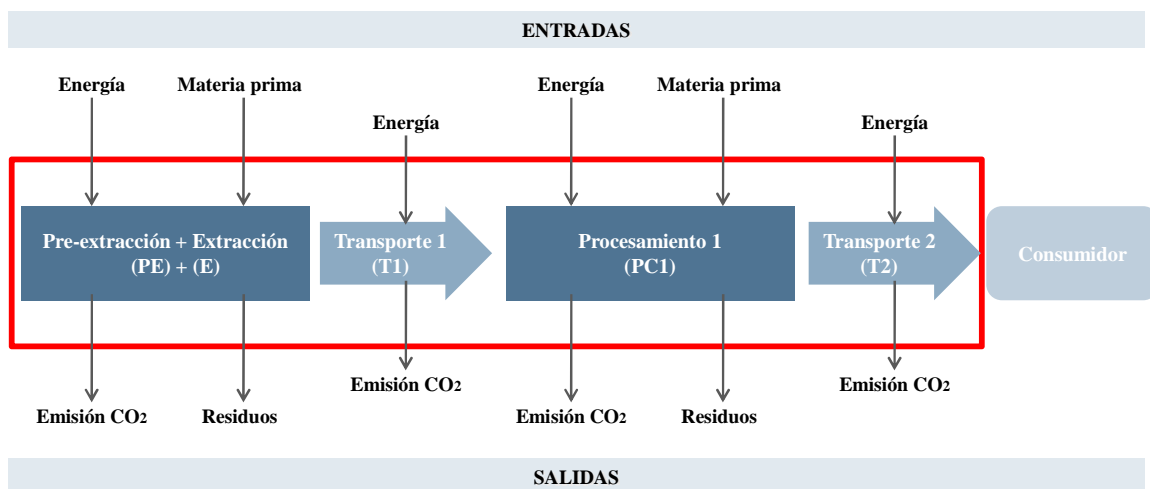 ENTRADAS
Energía
Materia prima
Energía
Energía
Materia prima
Energía
Pre-extracción + Extracción
(PE) + (E)
Transporte 1
(T1)
Procesamiento 1
(PC1)
Transporte 2
(T2)
Consumidor
Emisión CO2
Residuos
Emisión CO2
Emisión CO2
Residuos
Emisión CO2
SALIDAS